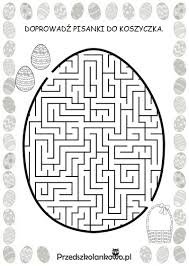 DOPROWADŹ PISANKI DO KOSZYCZKA.
Przedszkolankowo.pl